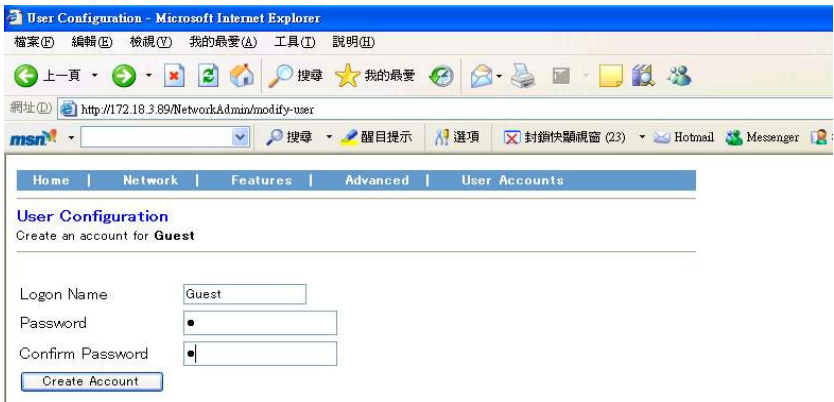 User Configuration - Microsoft Internet Explorer
檔案(F) 編輯(E) 檢視(V) 我的最愛(A) 工具(T) 說明(H)
上一頁 搜尋 我的最愛
網址(D) http://172.18.3.89/NetworkAdmin/modify-user
msn 搜尋 醒目提示 選項 封鎖快顯視窗 (23) Hotmail Messenger
Home | Network | Features | Advanced | User Accounts
User Configuration
Create an account for Guest
Logon Name Guest
Password
Confirm Password
Create Account